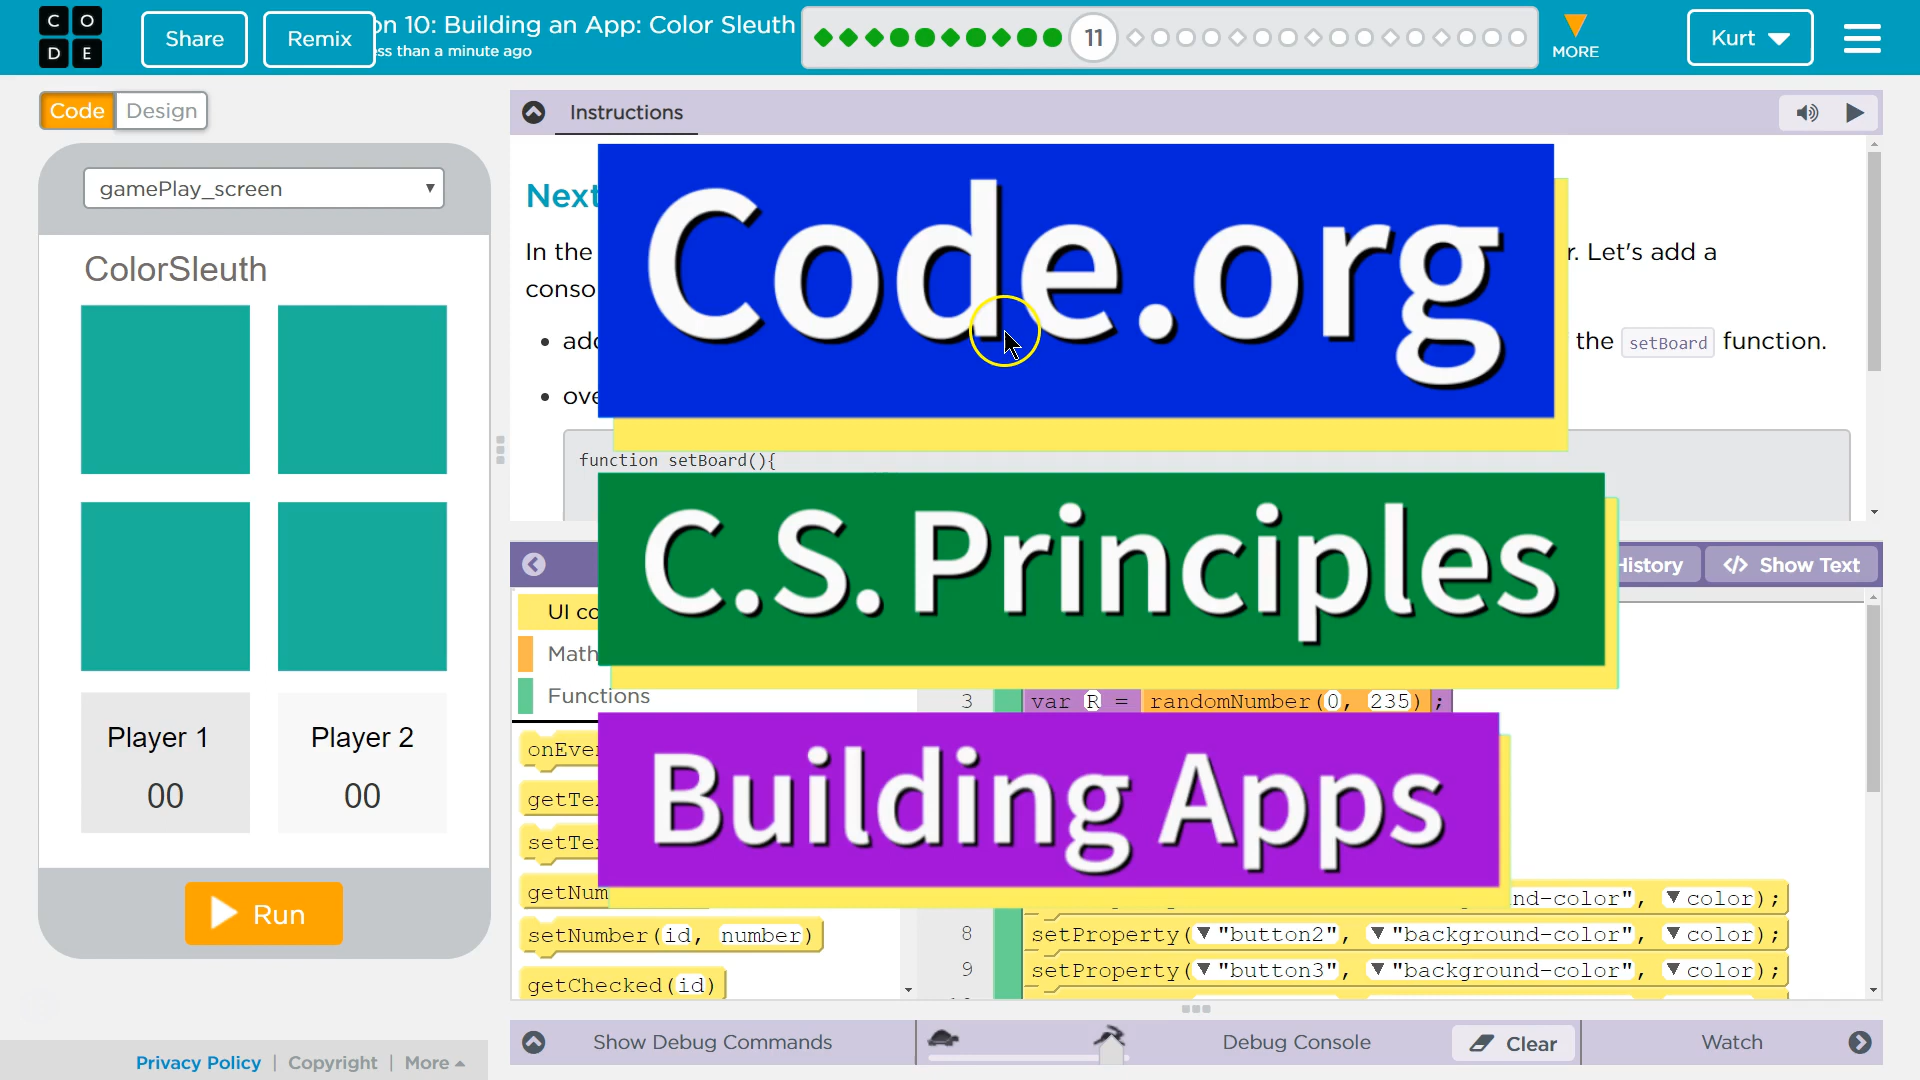 CODE
Share
Remix
on 10: Building an App: Color Sleuth
ess than a minute ago
11
MORE
Kurt
Code
Design
gamePlay_screen
ColorSleuth
Player 1
Player 2
00
00
Run
Privacy Policy | Copyright | More
Instructions
Next
In the
r. Let's add a
conso
add
the setBoard function.
ove
function setBoard(){
Code.org
C.S. Principles
Building Apps
History
Show Text
UI co
Math
Functions
onEve
getTe
setTe
getNum
setNumber(id, number)
getChecked(id)
3 var R = randomNumber(0, 235);
nd-color", color);
8 setProperty("button2", "background-color", color);
9 setProperty("button3", "background-color", color);
Show Debug Commands
Debug Console
Clear
Watch